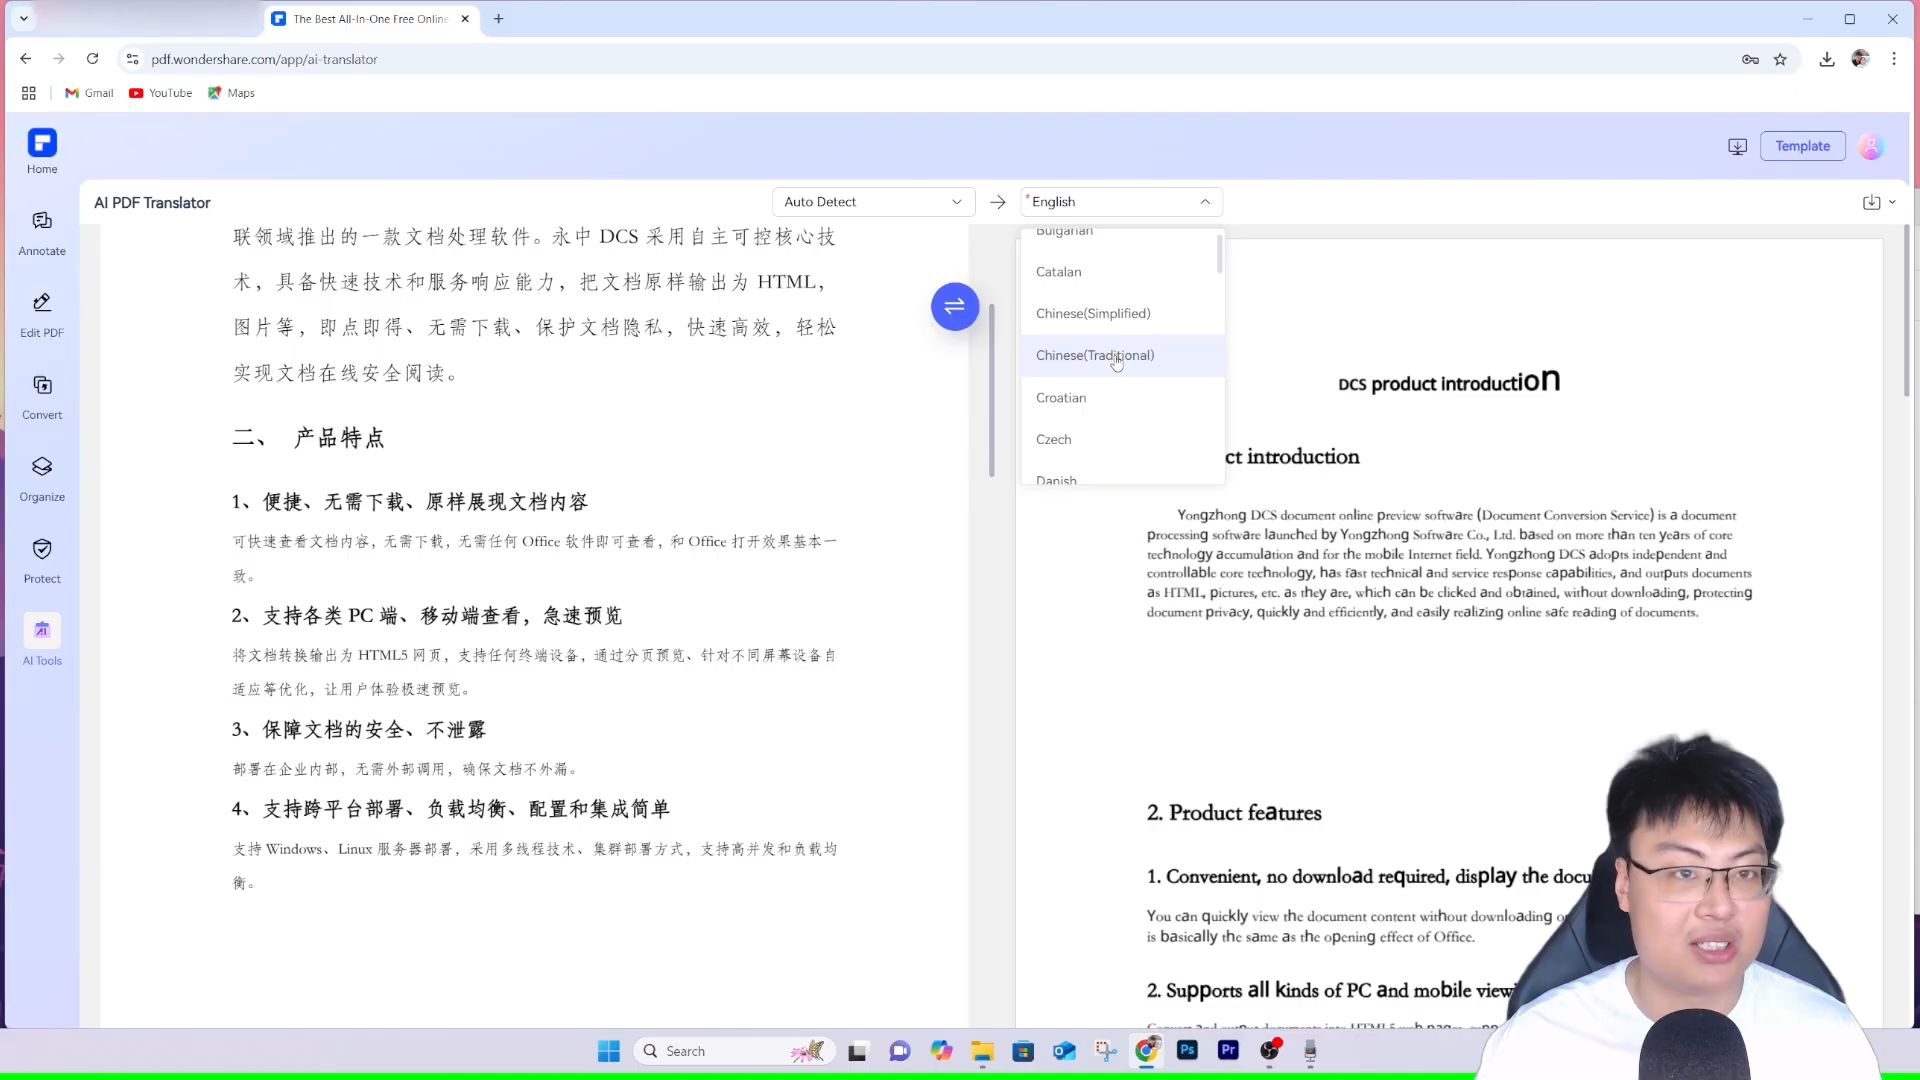 The Best All-In-One Free Online
pdf.wondershare.com/app/ai-translator
Gmail
YouTube
Maps
Home
Template
AI PDF Translator
Auto Detect
* English
Annotate
Edit PDF
Convert
Organize
Protect
AI Tools
联领域推出的一款文档处理软件。永中 DCS 采用自主可控核心技
术，具备快速技术和服务响应能力，把文档原样输出为 HTML，
图片等，即点即得、无需下载、保护文档隐私，快速高效，轻松
实现文档在线安全阅读。
二、 产品特点
1、便捷、无需下载、原样展现文档内容
可快速查看文档内容，无需下载，无需任何 Office 软件即可查看，和 Office 打开效果基本一
致。
2、支持各类 PC 端、移动端查看，急速预览
将文档转换输出为 HTML5 网页，支持任何终端设备，通过分页预览、针对不同屏幕设备自
适应等优化，让用户体验极速预览。
3、保障文档的安全、不泄露
部署在企业内部，无需外部调用，确保文档不外漏。
4、支持跨平台部署、负载均衡、配置和集成简单
支持 Windows、Linux 服务器部署，采用多线程技术、集群部署方式，支持高并发和负载均
衡。
Bulgarian
Catalan
Chinese(Simplified)
Chinese(Traditional)
Croatian
Czech
Danish
DCS product introduction
ct introduction
Yongzhong DCS document online preview software (Document Conversion Service) is a document
processing software launched by Yongzhong Software Co., Ltd. based on more than ten years of core
technology accumulation and for the mobile Internet field. Yongzhong DCS adopts independent and
controllable core technology, has fast technical and service response capabilities, and outputs documents
as HTML, pictures, etc. as they are, which can be clicked and obtained, without downloading, protecting
document privacy, quickly and efficiently, and easily realizing online safe reading of documents.
2. Product features
1. Convenient, no download required, display the docu
You can quickly view the document content without downloading o
is basically the same as the opening effect of Office.
2. Supports all kinds of PC and mobile view
Search